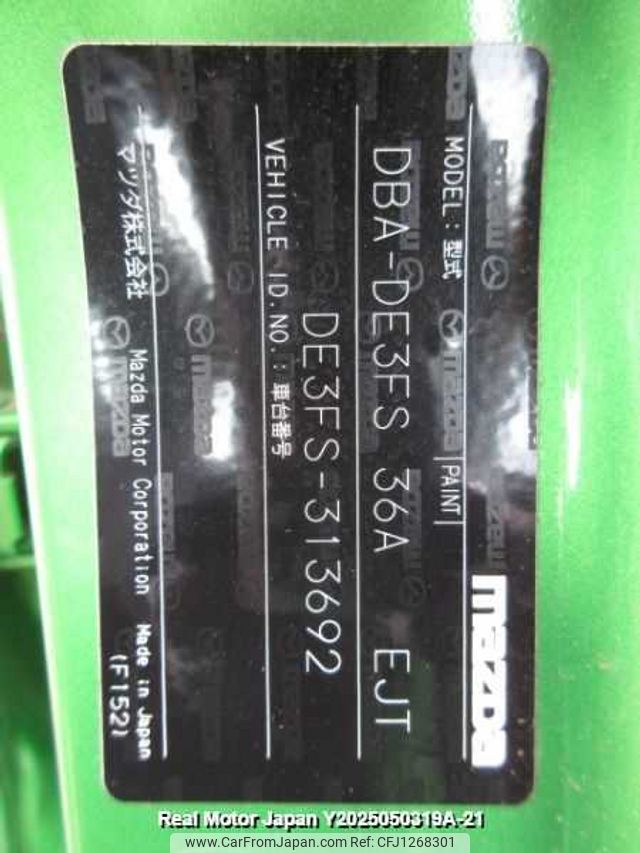 mazda
MODEL : 型式 PAINT
DBA-DE3FS 36A EJT
VEHICLE ID.NO. : 車台番号
DE3FS-313692
マツダ株式会社 Mazda Motor Corporation Made in Japan
(F152)
Real Motor Japan Y2025050319A-21
www.CarFromJapan.com Ref.CFJ1268301